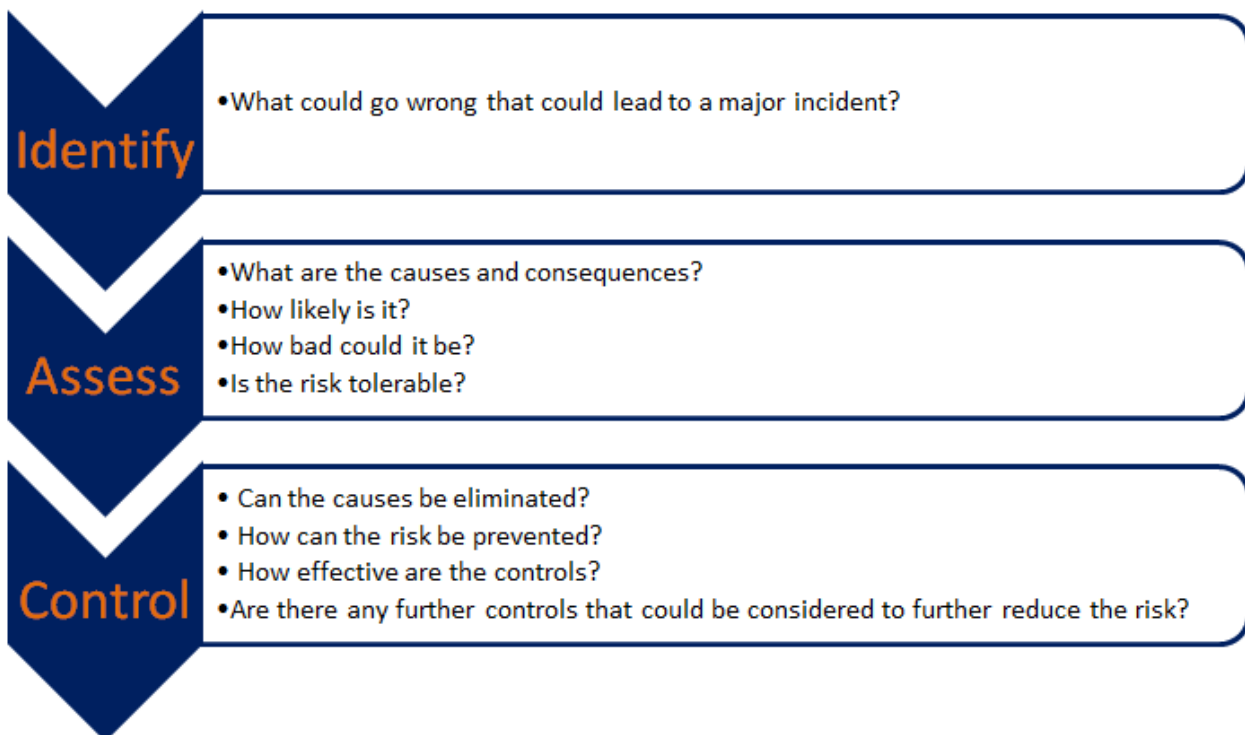 Identify
•What could go wrong that could lead to a major incident?
Assess
•What are the causes and consequences?
•How likely is it?
•How bad could it be?
•Is the risk tolerable?
Control
• Can the causes be eliminated?
• How can the risk be prevented?
• How effective are the controls?
•Are there any further controls that could be considered to further reduce the risk?